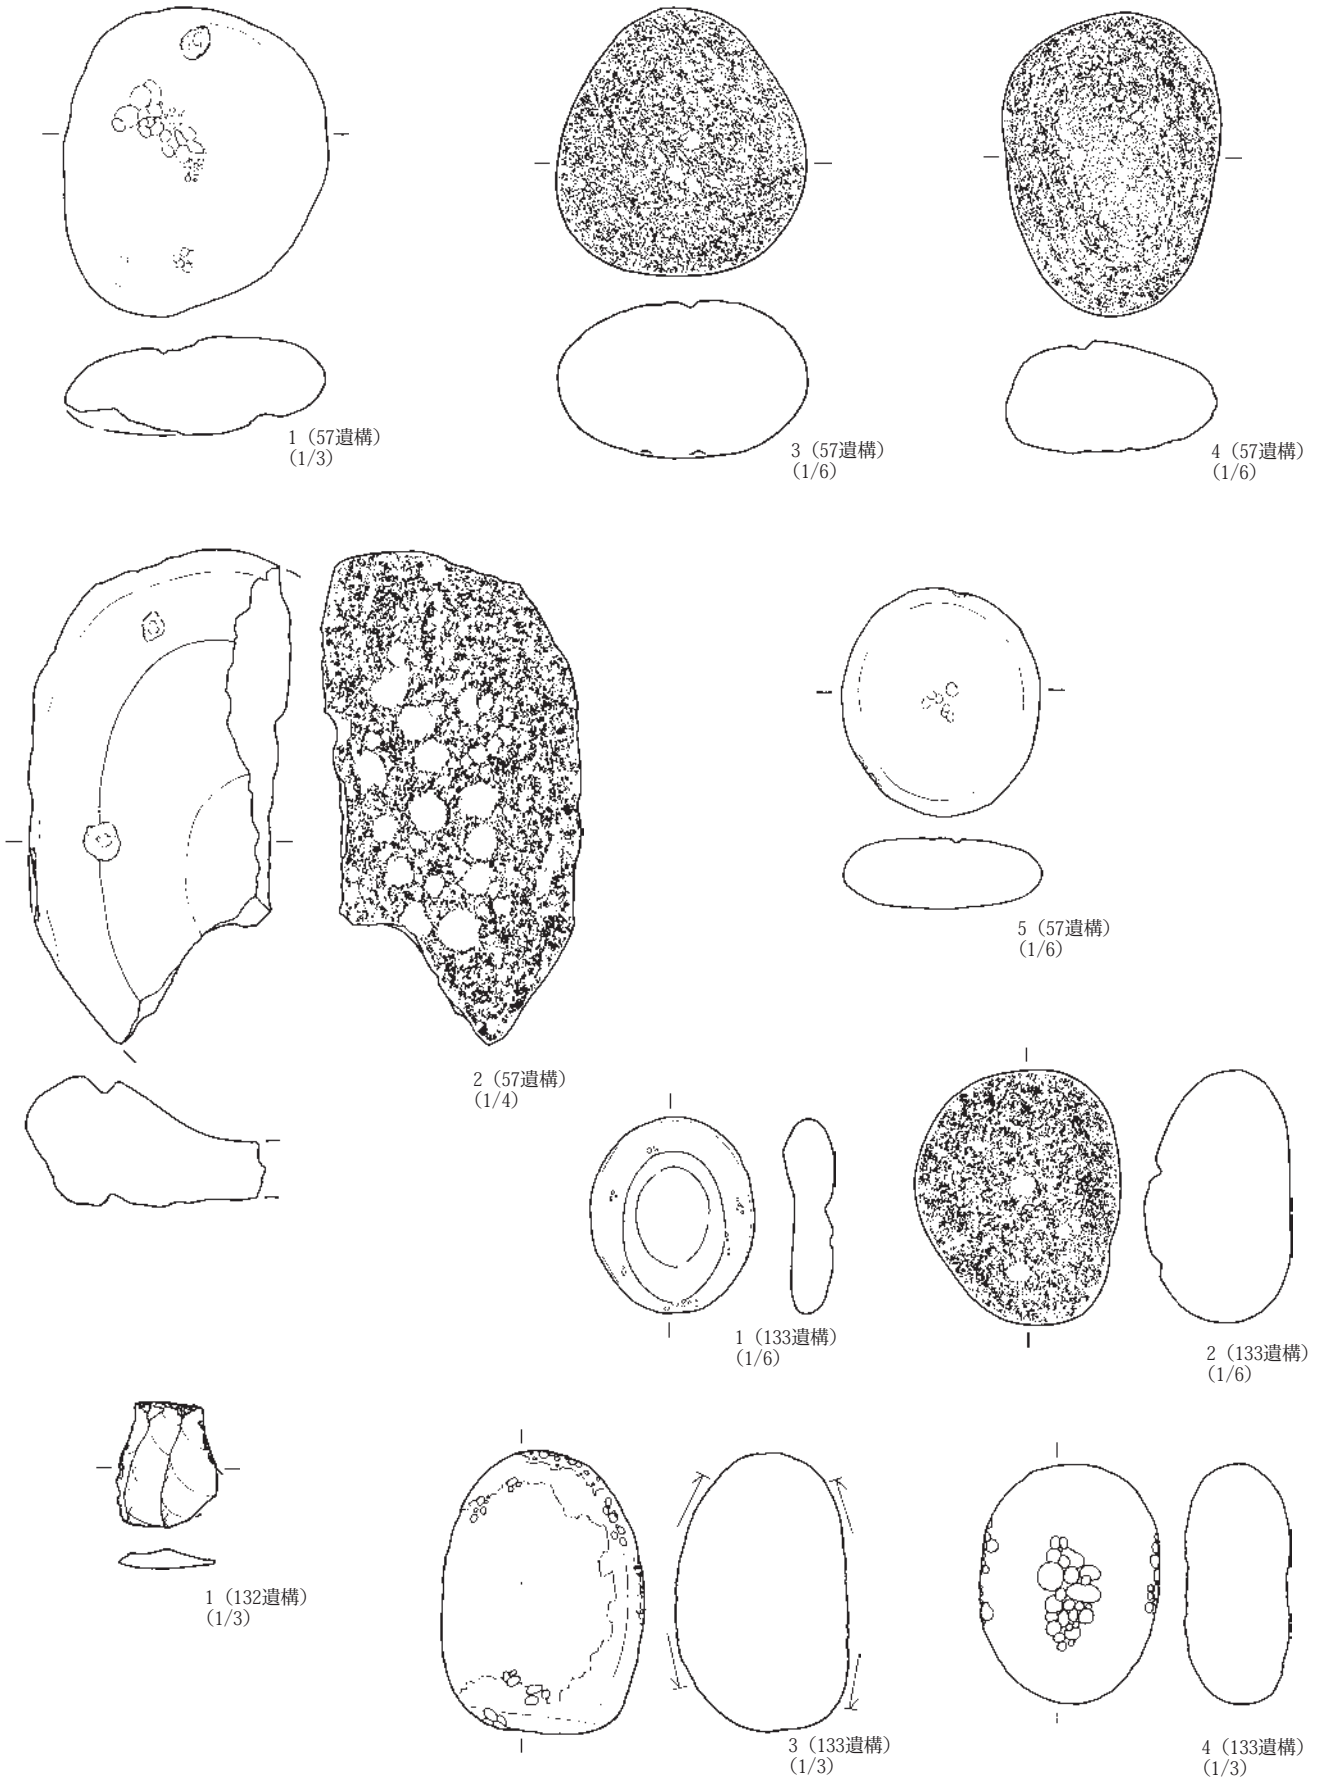 1（57遺構）
（1/3）
3（57遺構）
（1/6）
4（57遺構）
（1/6）
2（57遺構）
（1/4）
5（57遺構）
（1/6）
1（133遺構）
（1/6）
2（133遺構）
（1/6）
1（132遺構）
（1/3）
3（133遺構）
（1/3）
4（133遺構）
（1/3）